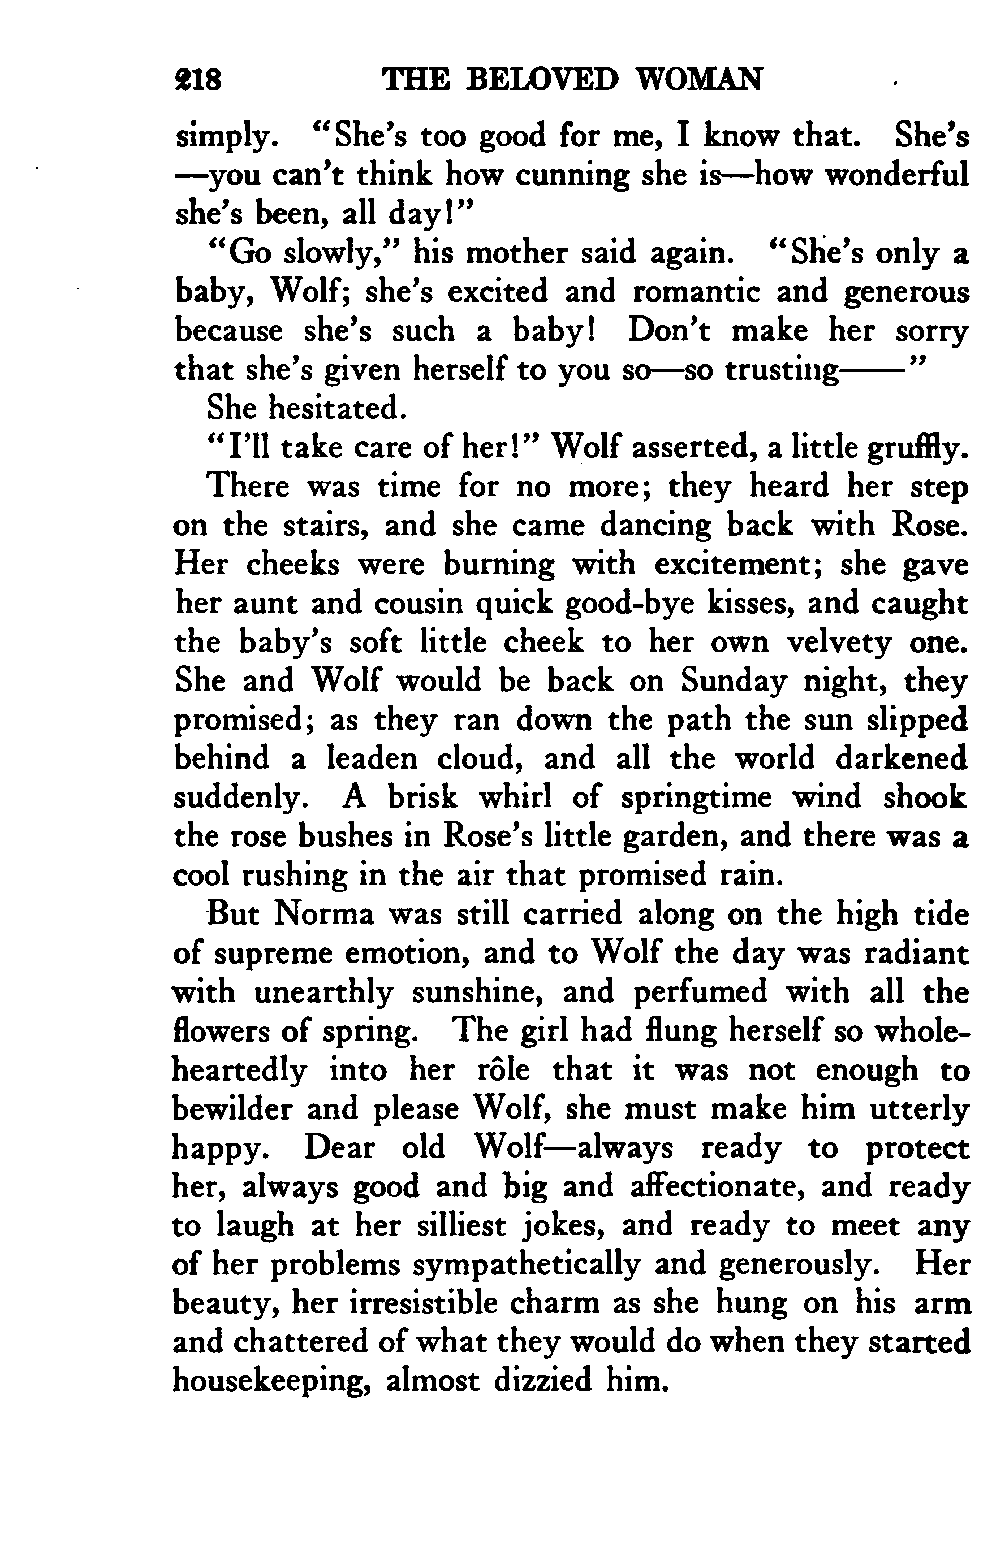 218 THE BELOVED WOMAN
simply. "She's too good for me, I know that. She's
—you can't think how cunning she is—how wonderful
she's been, all day!"
"Go slowly," his mother said again. "She's only a
baby, Wolf; she's excited and romantic and generous
because she's such a baby! Don't make her sorry
that she's given herself to you so—so trusting——"
She hesitated.
"I'll take care of her!" Wolf asserted, a little gruffly.
There was time for no more; they heard her step
on the stairs, and she came dancing back with Rose.
Her cheeks were burning with excitement; she gave
her aunt and cousin quick good-bye kisses, and caught
the baby's soft little cheek to her own velvety one.
She and Wolf would be back on Sunday night, they
promised; as they ran down the path the sun slipped
behind a leaden cloud, and all the world darkened
suddenly. A brisk whirl of springtime wind shook
the rose bushes in Rose's little garden, and there was a
cool rushing in the air that promised rain.
But Norma was still carried along on the high tide
of supreme emotion, and to Wolf the day was radiant
with unearthly sunshine, and perfumed with all the
flowers of spring. The girl had flung herself so whole-
heartedly into her rôle that it was not enough to
bewilder and please Wolf, she must make him utterly
happy. Dear old Wolf—always ready to protect
her, always good and big and affectionate, and ready
to laugh at her silliest jokes, and ready to meet any
of her problems sympathetically and generously. Her
beauty, her irresistible charm as she hung on his arm
and chattered of what they would do when they started
housekeeping, almost dizzied him.